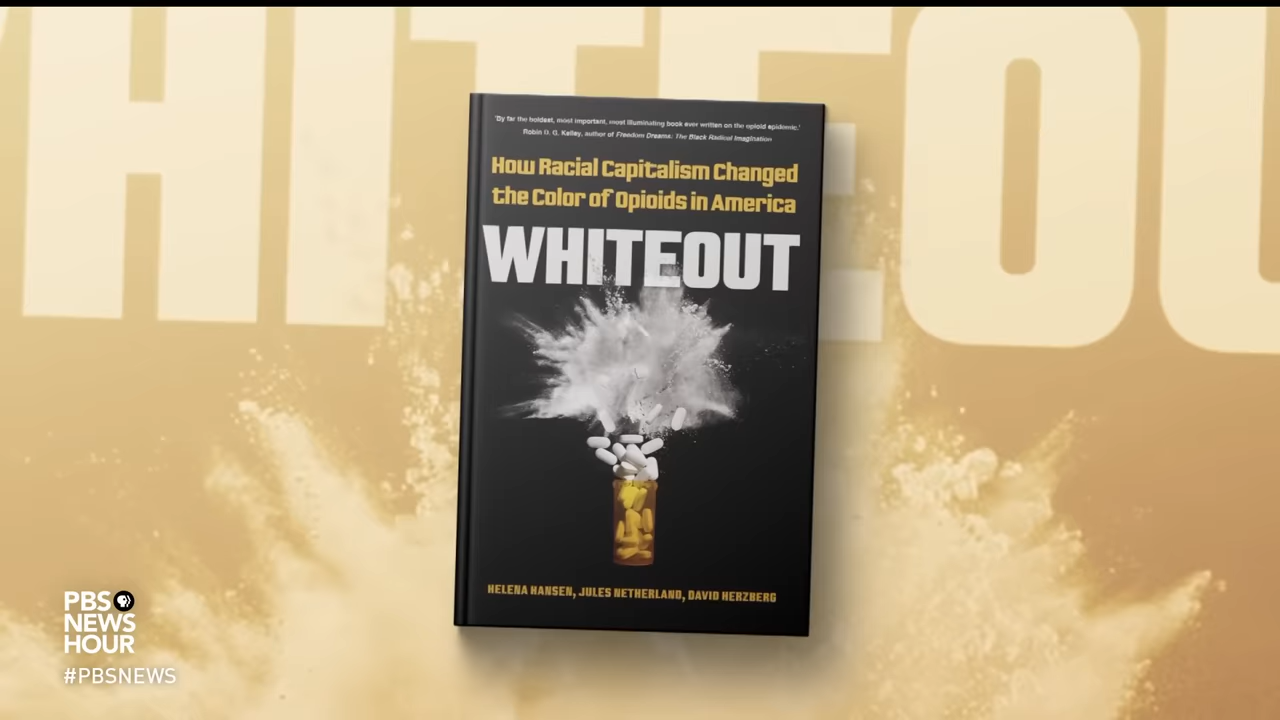 WHITEOU
'By far the boldest, most important, most illuminating book ever written on the opioid epidemic.'
Robin D. G. Kelley, author of Freedom Dreams: The Black Radical Imagination
How Racial Capitalism Changed
the Color of Opioids in America
WHITEOUT
HELENA HANSEN, JULES NETHERLAND, DAVID HERZBERG
PBS
NEWS
HOUR
#PBSNEWS